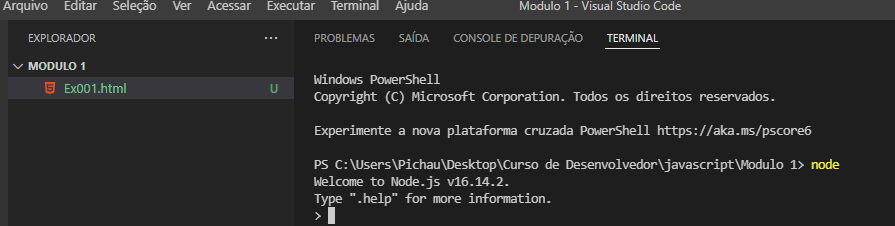 Arquivo Editar Seleção Ver Acessar Executar Terminal Ajuda Modulo 1 - Visual Studio Code
EXPLORADOR ···
MODULO 1
Ex001.html U
PROBLEMAS SAÍDA CONSOLE DE DEPURAÇÃO TERMINAL
Windows PowerShell
Copyright (C) Microsoft Corporation. Todos os direitos reservados.
Experimente a nova plataforma cruzada PowerShell https://aka.ms/pscore6
PS C:\Users\Pichau\Desktop\Curso de Desenvolvedor\javascript\Modulo 1> node
Welcome to Node.js v16.14.2.
Type ".help" for more information.
>